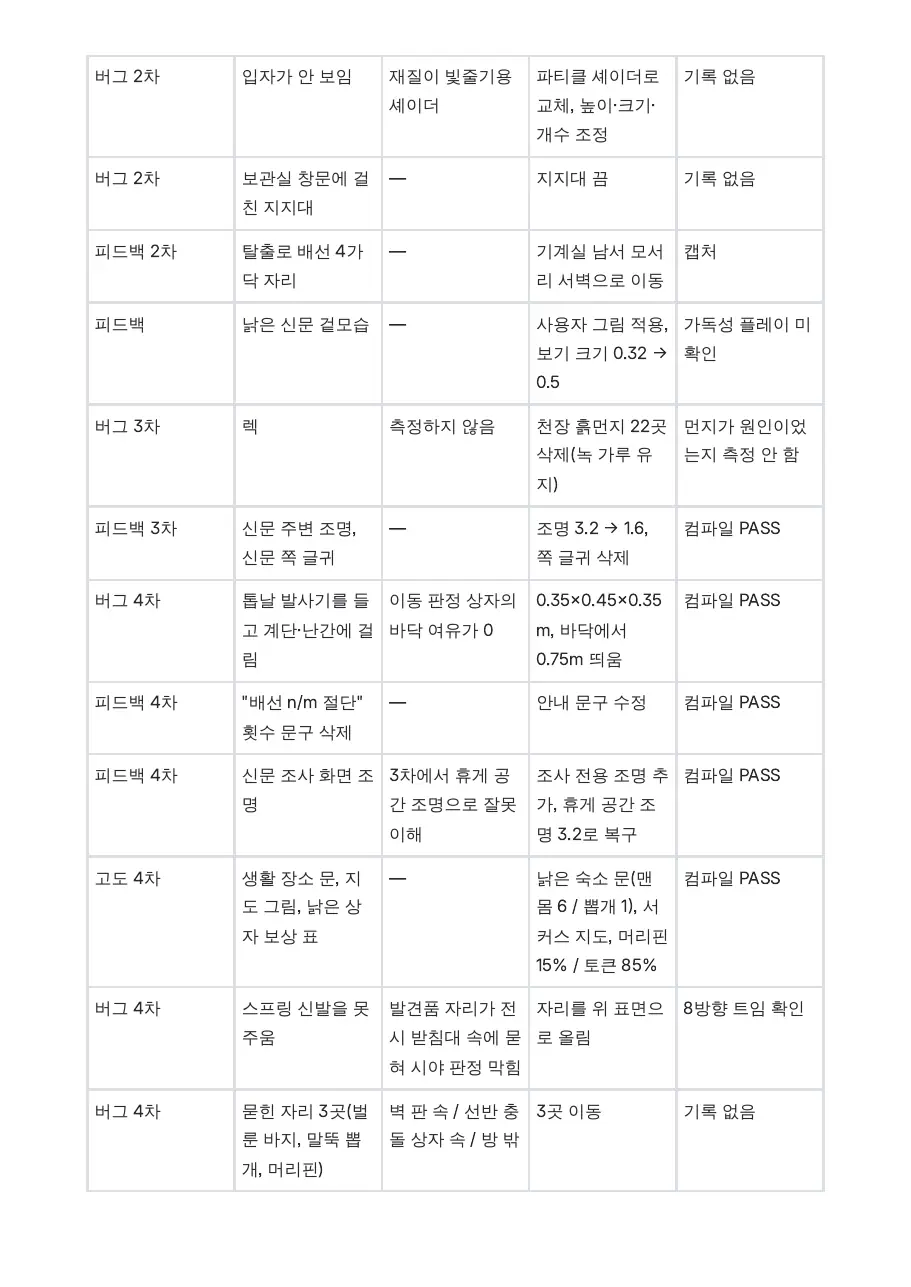 버그 2차
입자가 안 보임
재질이 빛줄기용
셰이더
파티클 셰이더로
교체, 높이·크기·
개수 조정
기록 없음
버그 2차
보관실 창문에 걸
친 지지대
—
지지대 끔
기록 없음
피드백 2차
탈출로 배선 4가
닥 자리
—
기계실 남서 모서
리 서벽으로 이동
캡처
피드백
낡은 신문 겉모습
—
사용자 그림 적용,
보기 크기 0.32 →
0.5
가독성 플레이 미
확인
버그 3차
렉
측정하지 않음
천장 흙먼지 22곳
삭제(녹 가루 유
지)
먼지가 원인이었
는지 측정 안 함
피드백 3차
신문 주변 조명,
신문 쪽 글귀
—
조명 3.2 → 1.6,
쪽 글귀 삭제
컴파일 PASS
버그 4차
톱날 발사기를 들
고 계단·난간에 걸
림
이동 판정 상자의
바닥 여유가 0
0.35×0.45×0.35
m, 바닥에서
0.75m 띄움
컴파일 PASS
피드백 4차
"배선 n/m 절단"
횟수 문구 삭제
—
안내 문구 수정
컴파일 PASS
피드백 4차
신문 조사 화면 조
명
3차에서 휴게 공
간 조명으로 잘못
이해
조사 전용 조명 추
가, 휴게 공간 조
명 3.2로 복구
컴파일 PASS
고도 4차
생활 장소 문, 지
도 그림, 낡은 상
자 보상 표
—
낡은 숙소 문(맨
몸 6 / 뽑개 1), 서
커스 지도, 머리핀
15% / 토큰 85%
컴파일 PASS
버그 4차
스프링 신발을 못
주움
발견품 자리가 전
시 받침대 속에 묻
혀 시야 판정 막힘
자리를 위 표면으
로 올림
8방향 트임 확인
버그 4차
묻힌 자리 3곳(벌
룬 바지, 말뚝 뽑
개, 머리핀)
벽 판 속 / 선반 충
돌 상자 속 / 방 밖
3곳 이동
기록 없음